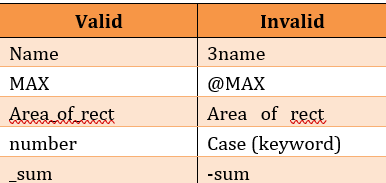 Valid Invalid
Name 3name
MAX @MAX
Area_of_rect Area of rect
number Case (keyword)
_sum -sum